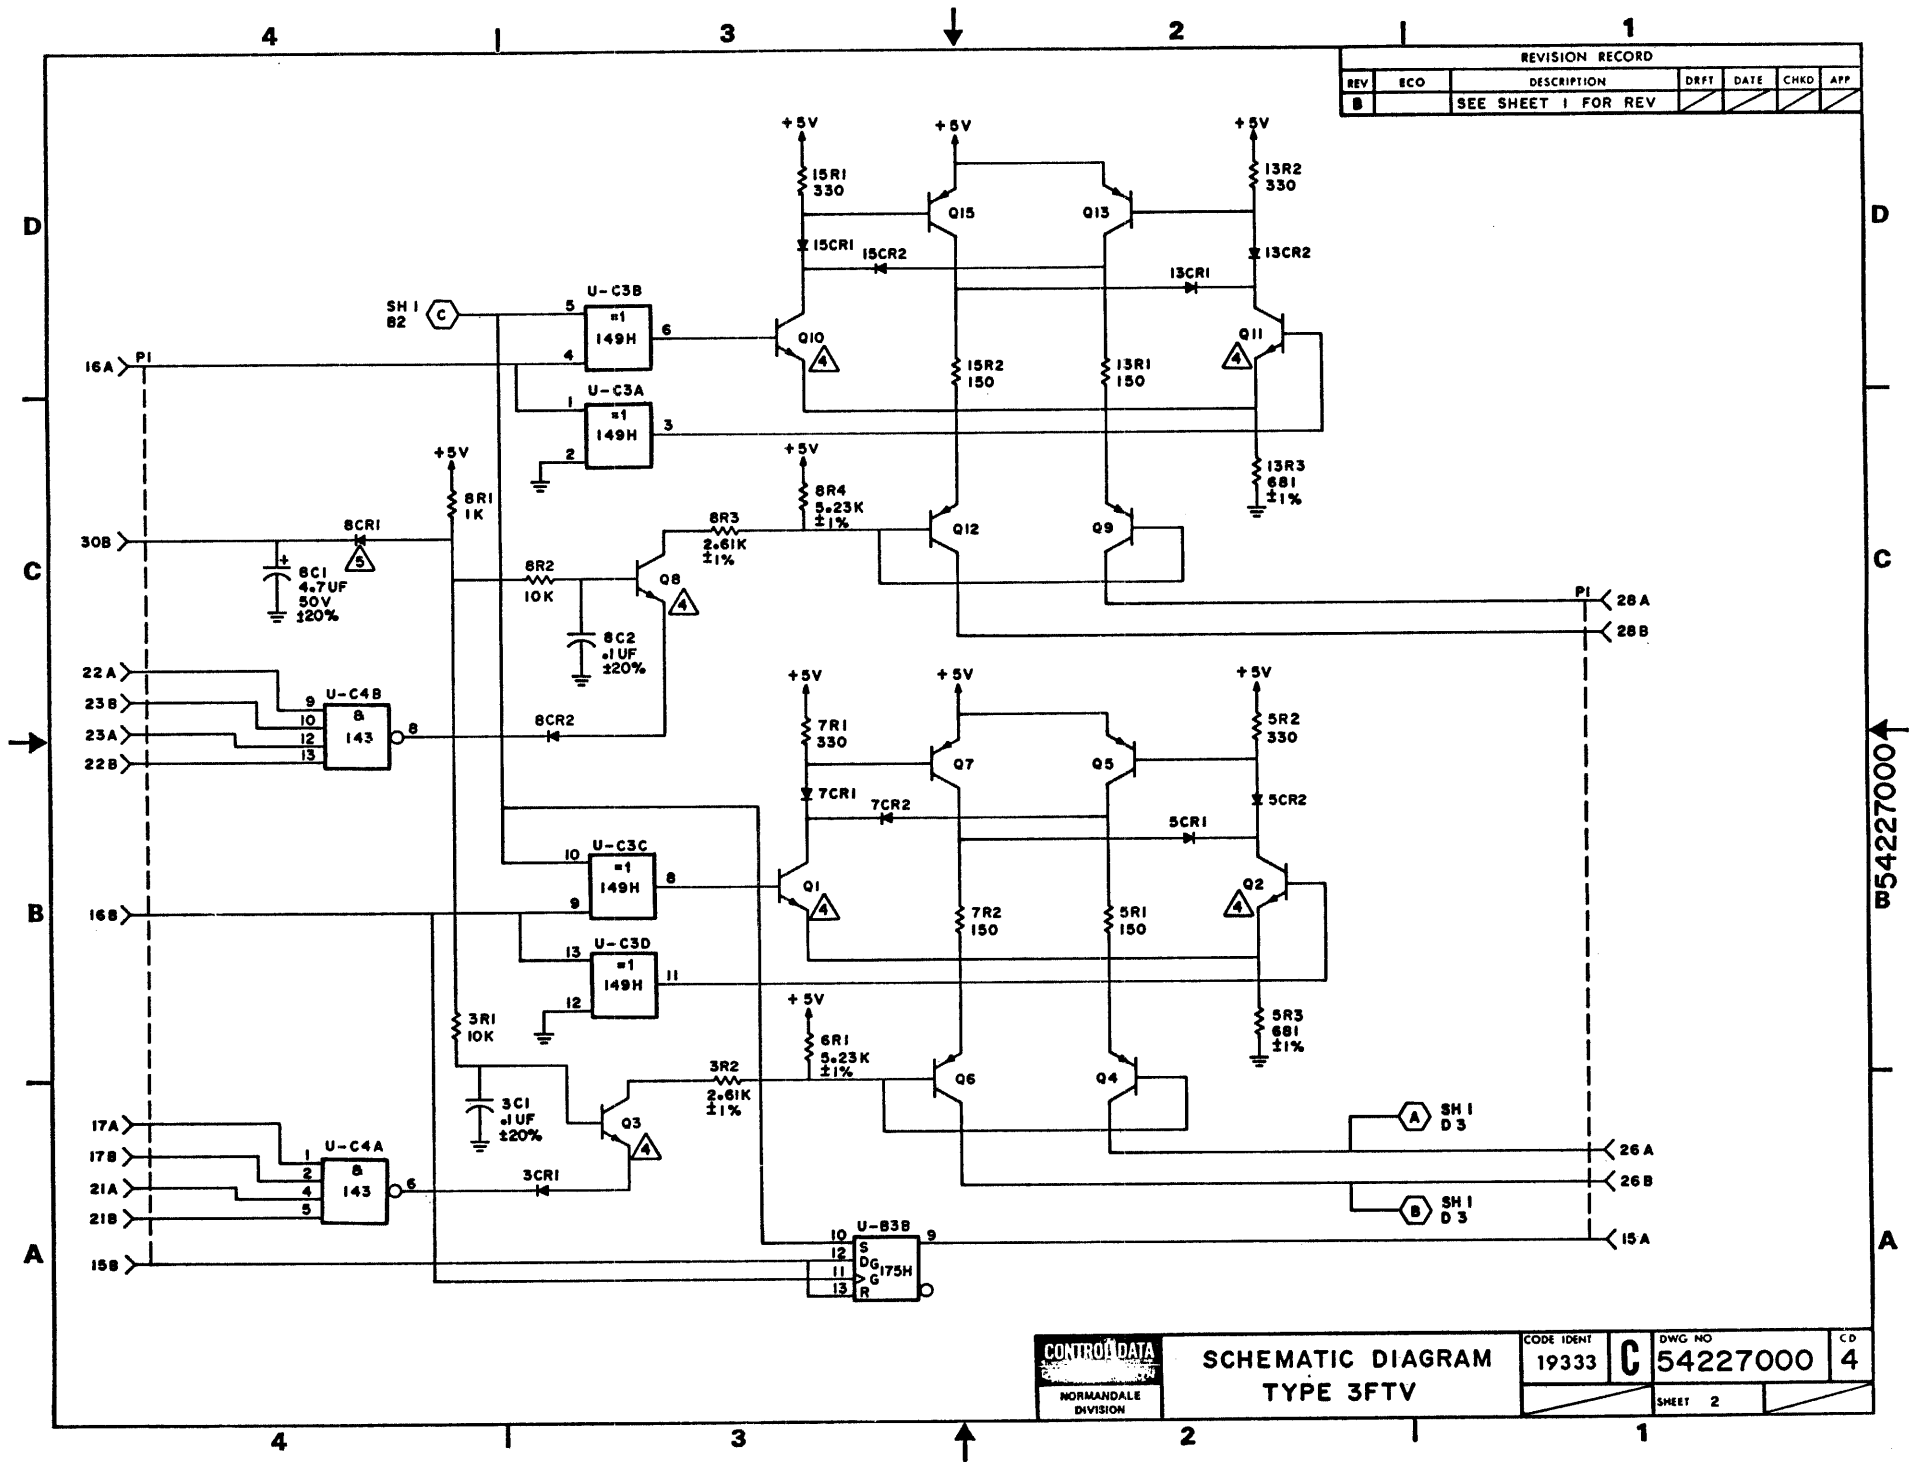 4
3
2
1
REVISION RECORD
REV ECO DESCRIPTION DRFT DATE CHKD APP
B SEE SHEET 1 FOR REV
+5V
+5V
+5V
15R1
330
13R2
330
Q15
Q13
D
D
15CR1
15CR2
13CR2
13CR1
SH 1
B2
C
U-C3B
5
=1
149H
6
4
Q10
4
Q11
4
16A
P1
15R2
150
13R1
150
U-C3A
1
=1
149H
3
2
+5V
8R1
1K
+5V
8R4
5.23K
±1%
13R3
681
±1%
8R3
2.61K
±1%
Q12
Q9
30B
8CR1
5
C
C
8C1
4.7UF
50V
±20%
8R2
10K
Q8
4
8C2
.1UF
±20%
P1
28A
28B
22A
23B
23A
22B
U-C4B
9
10
12
13
&
143
8
8CR2
+5V
+5V
+5V
7R1
330
5R2
330
Q7
Q5
7CR1
7CR2
5CR2
5CR1
B54227000
U-C3C
10
=1
149H
8
9
Q1
4
Q2
4
B
16B
7R2
150
5R1
150
U-C3D
13
=1
149H
11
12
3R1
10K
+5V
6R1
5.23K
±1%
5R3
681
±1%
3R2
2.61K
±1%
Q6
Q4
3C1
.1UF
±20%
Q3
4
A
SH 1
D3
17A
17B
21A
21B
U-C4A
1
2
4
5
&
143
6
3CR1
26A
26B
B
SH 1
D3
U-B3B
10
12
11
13
S
DG
G
R
175H
9
15A
A
15B
A
CONTROL DATA
NORMANDALE
DIVISION
SCHEMATIC DIAGRAM
TYPE 3FTV
CODE IDENT
19333
C
DWG NO
54227000
CD
4
SHEET 2
4
3
2
1